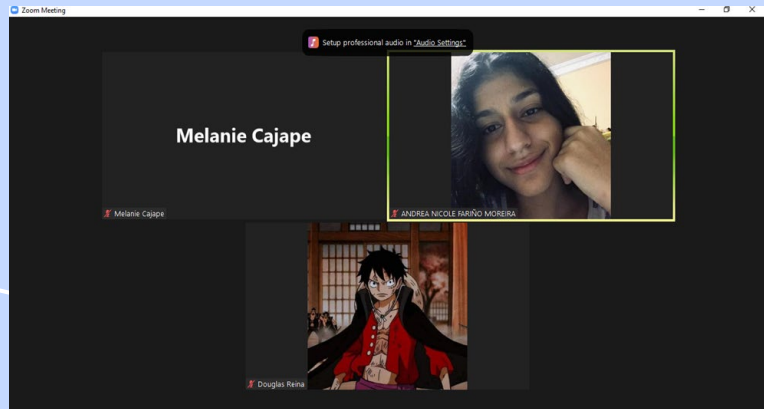 Zoom Meeting
Setup professional audio in "Audio Settings"
Melanie Cajape
Melanie Cajape
ANDREA NICOLE FARIÑO MOREIRA
Douglas Reina